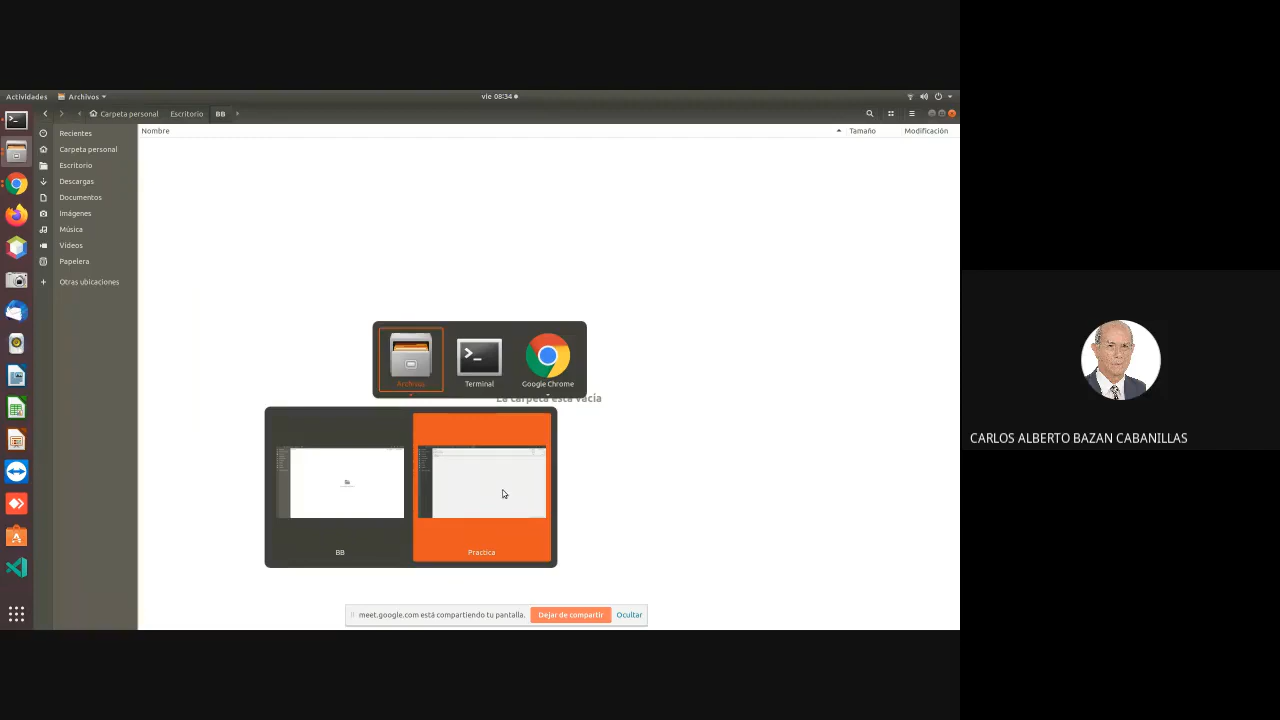 Actividades
Archivos
vie 08:34
Carpeta personal
Escritorio
BB
Recientes
Carpeta personal
Escritorio
Descargas
Documentos
Imágenes
Música
Vídeos
Papelera
Otras ubicaciones
Nombre
Tamaño
Modificación
Archivos
Terminal
Google Chrome
La carpeta está vacía
BB
Practica
meet.google.com está compartiendo tu pantalla.
Dejar de compartir
Ocultar
CARLOS ALBERTO BAZAN CABANILLAS